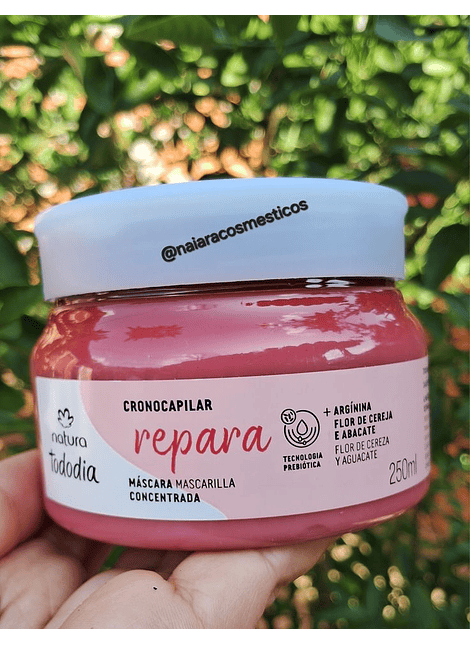 @naiaracosmesticos
CRONOCAPILAR
repara
natura
tododia
MÁSCARA MASCARILLA
CONCENTRADA
TECNOLOGIA
PREBIÓTICA
+ ARGÍNINA
FLOR DE CEREJA
E ABACATE
FLOR DE CEREZA
Y AGUACATE
250ml